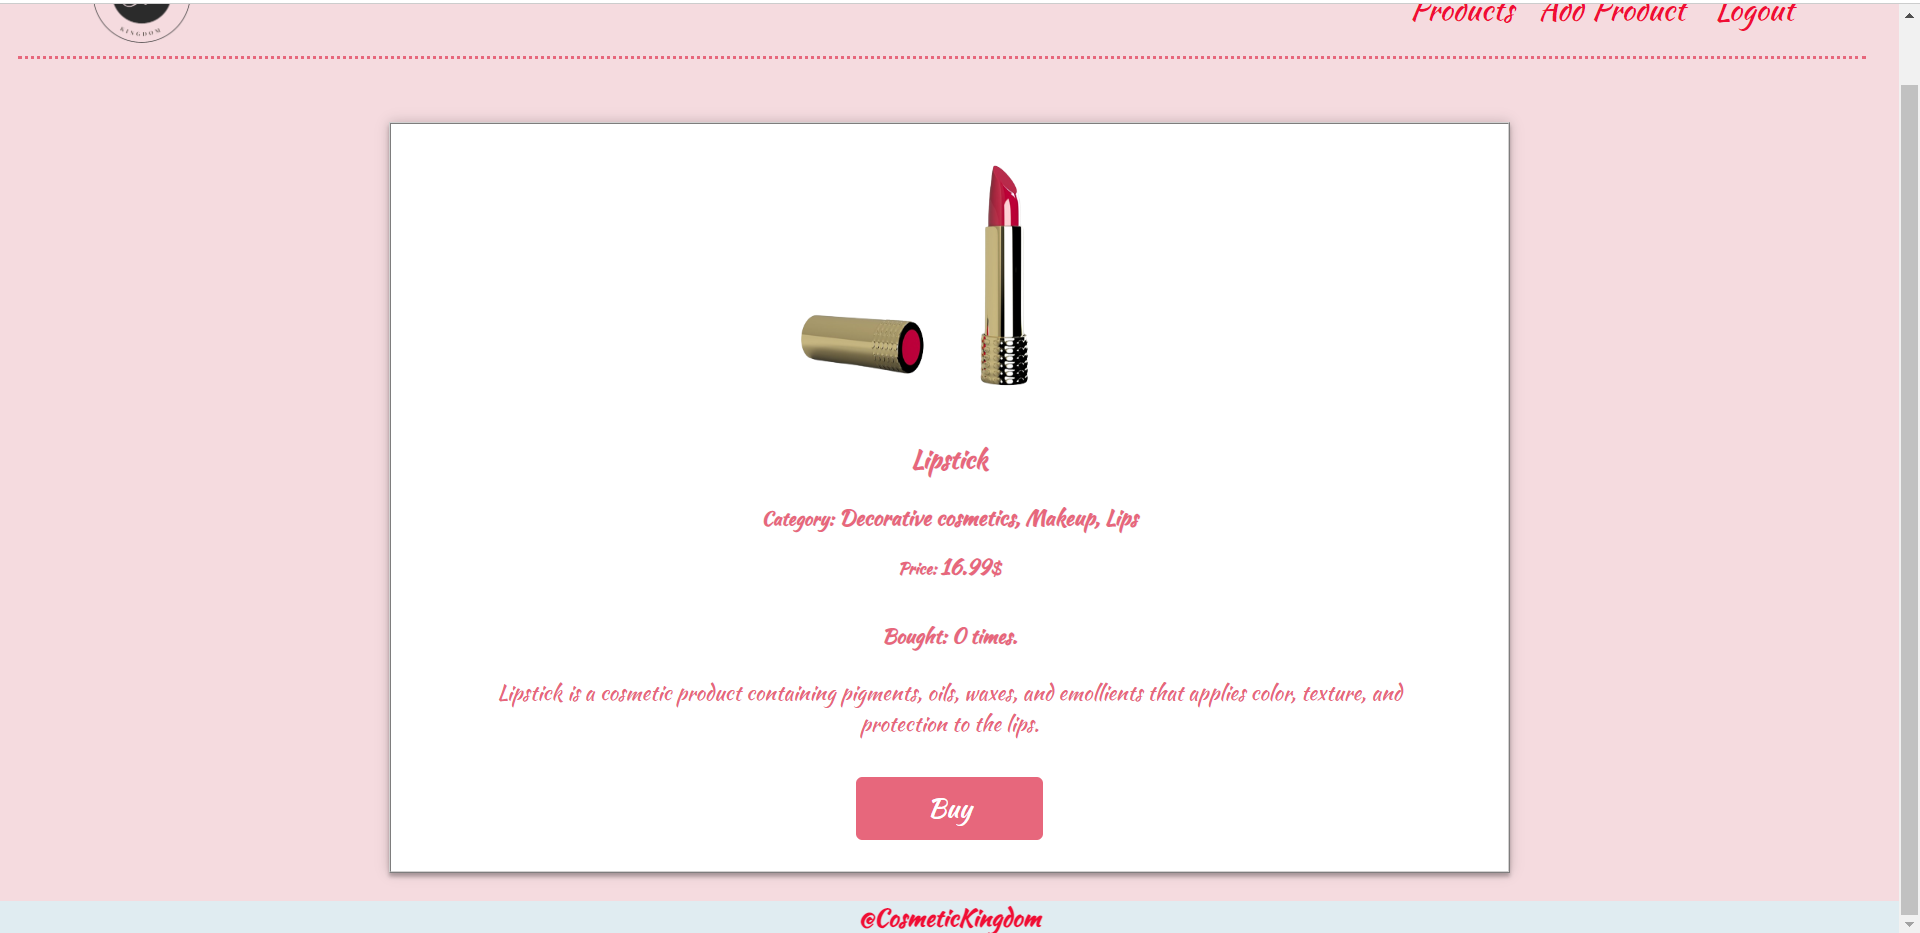 KINGDOM
Products Add Product Logout
Lipstick
Category: Decorative cosmetics, Makeup, Lips
Price: 16.99$
Bought: 0 times.
Lipstick is a cosmetic product containing pigments, oils, waxes, and emollients that applies color, texture, and
protection to the lips.
Buy
@CosmeticKingdom